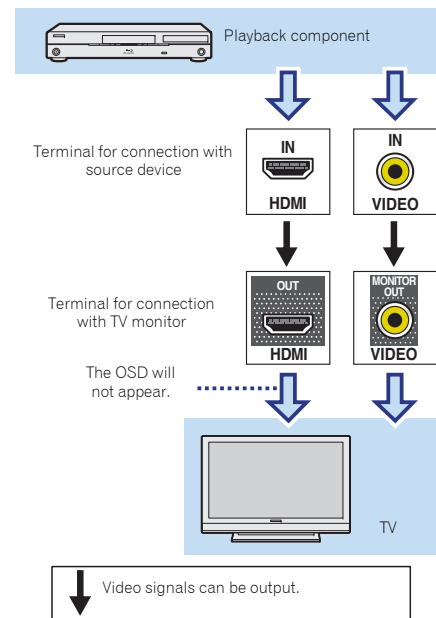 Playback component
IN
IN
Terminal for connection with
source device
HDMI
VIDEO
OUT
MONITOR
OUT
Terminal for connection
with TV monitor
HDMI
VIDEO
The OSD will
not appear.
TV
Video signals can be output.